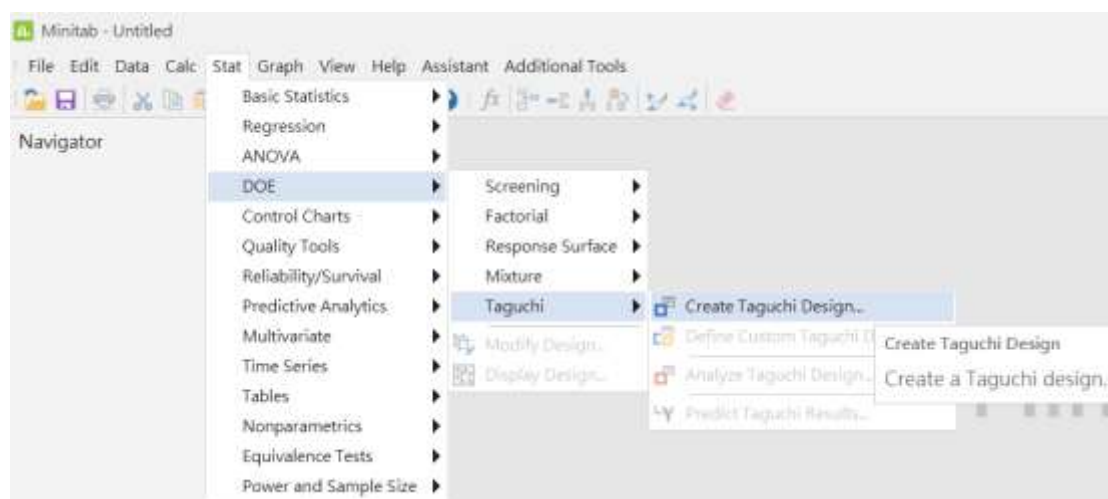 Minitab - Untitled
File Edit Data Calc Stat Graph View Help Assistant Additional Tools
Navigator
Basic Statistics
Regression
ANOVA
DOE
Control Charts
Quality Tools
Reliability/Survival
Predictive Analytics
Multivariate
Time Series
Tables
Nonparametrics
Equivalence Tests
Power and Sample Size
Screening
Factorial
Response Surface
Mixture
Taguchi
Modify Design...
Display Design...
Create Taguchi Design...
Define Custom Taguchi D
Analyze Taguchi Design...
Predict Taguchi Results...
Create Taguchi Design
Create a Taguchi design.